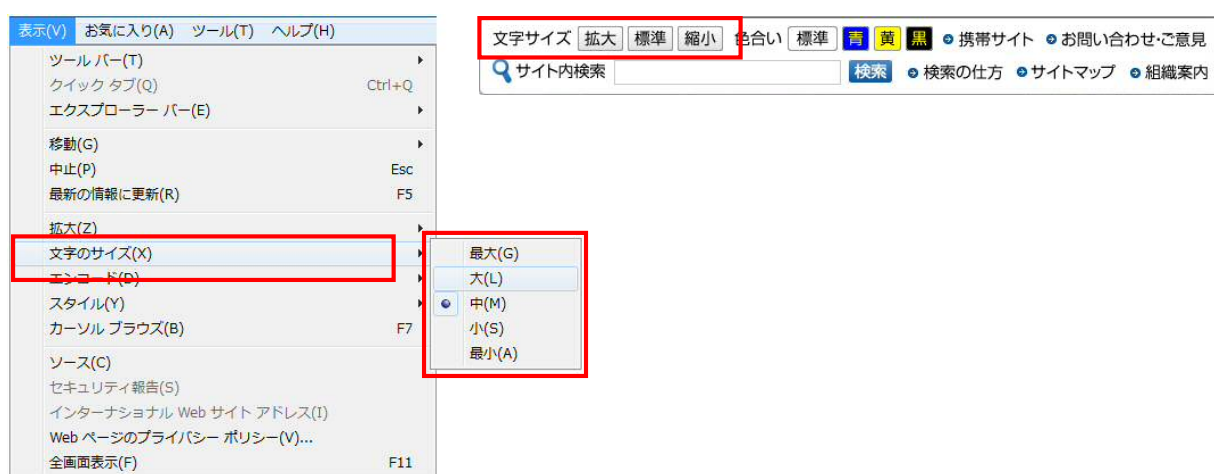 表示(V) お気に入り(A) ツール(T) ヘルプ(H)
ツール バー(T)
クイック タブ(Q) Ctrl+Q
エクスプローラー バー(E)
移動(G)
中止(P) Esc
最新の情報に更新(R) F5
拡大(Z)
文字のサイズ(X)
エンコード(D)
スタイル(Y)
カーソル ブラウズ(B) F7
ソース(C)
セキュリティ報告(S)
インターナショナル Web サイト アドレス(I)
Web ページのプライバシー ポリシー(V)...
全画面表示(F) F11
最大(G)
大(L)
中(M)
小(S)
最小(A)
文字サイズ 拡大 標準 縮小 色合い 標準 青 黄 黒 携帯サイト お問い合わせ・ご意見
サイト内検索 検索 検索の仕方 サイトマップ 組織案内